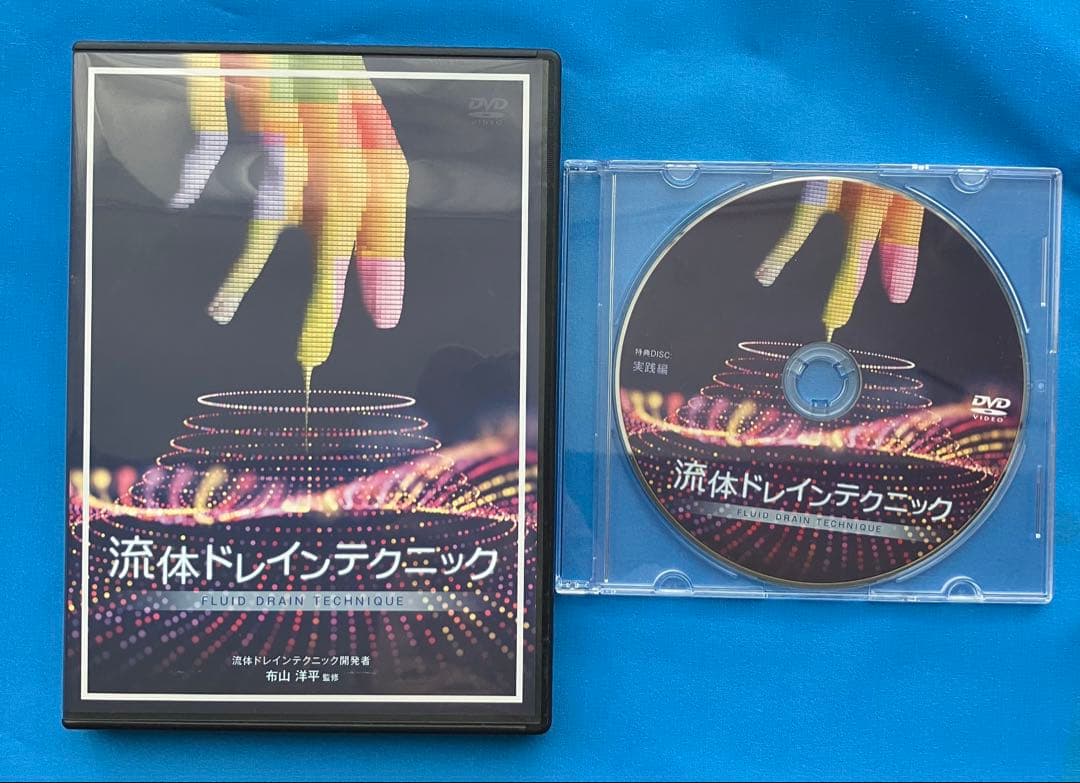 DVD
VIDEO
流体ドレインテクニック
FLUID DRAIN TECHNIQUE
流体ドレインテクニック開発者
布山 洋平 監修
特典DISC
実践編
DVD
VIDEO
流体ドレインテクニック
FLUID DRAIN TECHNIQUE